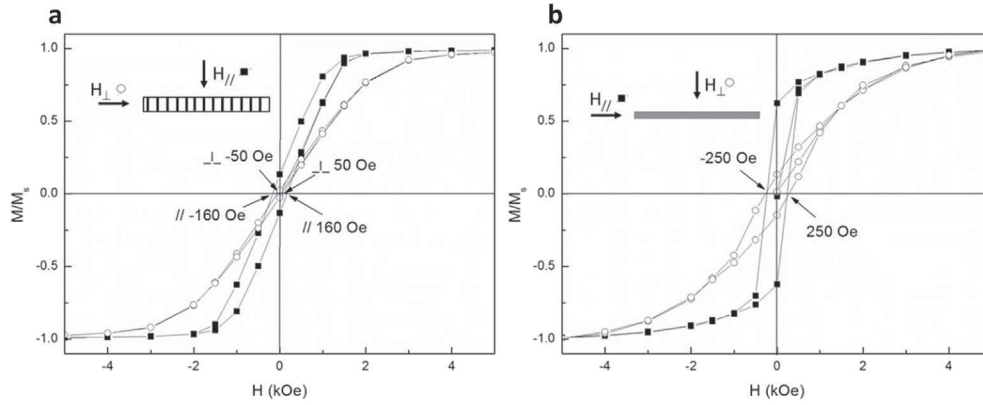 a
1.0
0.5
0.0
-0.5
-1.0
M/Ms
H⊥
H//
⊥ -50 Oe
⊥ 50 Oe
// -160 Oe
// 160 Oe
-4 -2 0 2 4
H (kOe)
b
1.0
0.5
0.0
-0.5
-1.0
M/Ms
H//
H⊥
-250 Oe
250 Oe
-4 -2 0 2 4
H (kOe)